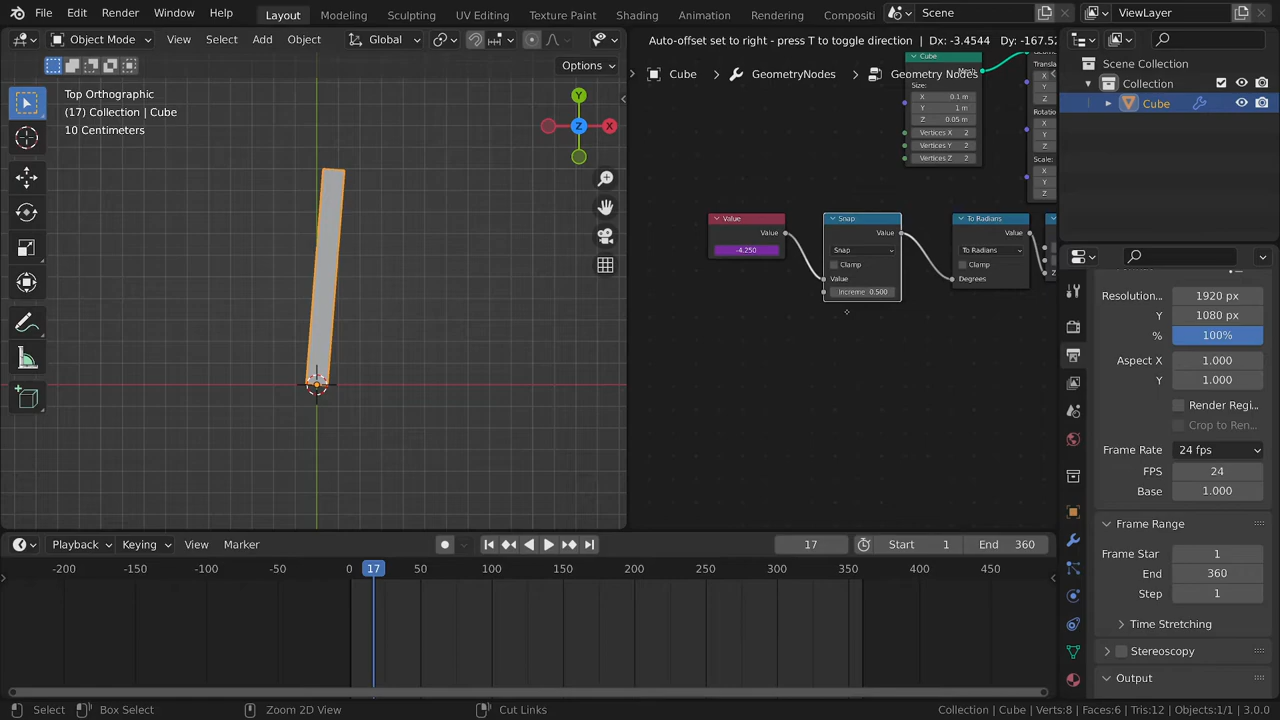 File Edit Render Window Help Layout Modeling Sculpting UV Editing Texture Paint Shading Animation Rendering Compositi Scene ViewLayer
Object Mode View Select Add Object Global
Auto-offset set to right - press T to toggle direction | Dx: -3.4544 Dy: -167.52
Options
Cube GeometryNodes Geometry Nodes
Scene Collection
Collection
Cube
Top Orthographic
(17) Collection | Cube
10 Centimeters
Y
Z
X
Cube
Mesh
Size:
X 0.1 m
Y 1 m
Z 0.05 m
Vertices X 2
Vertices Y 2
Vertices Z 2
Transla
X
Y
Z
Rotation
X
Y
Z
Scale:
X
Y
Z
Value
Value
-4.250
Snap
Value
Snap
Clamp
Value
Increme 0.500
To Radians
Value
To Radians
Clamp
Degrees
Resolution... 1920 px
Y 1080 px
% 100%
Aspect X 1.000
Y 1.000
Render Regi...
Crop to Ren...
Frame Rate 24 fps
FPS 24
Base 1.000
Frame Range
Frame Star 1
End 360
Step 1
Time Stretching
Stereoscopy
Output
Playback Keying View Marker 17 Start 1 End 360
-200 -150 -100 -50 0 17 50 100 150 200 250 300 350 400 450
Select Box Select Zoom 2D View Cut Links Collection | Cube | Verts:8 | Faces:6 | Tris:12 | Objects:1/1 | 3.0.0